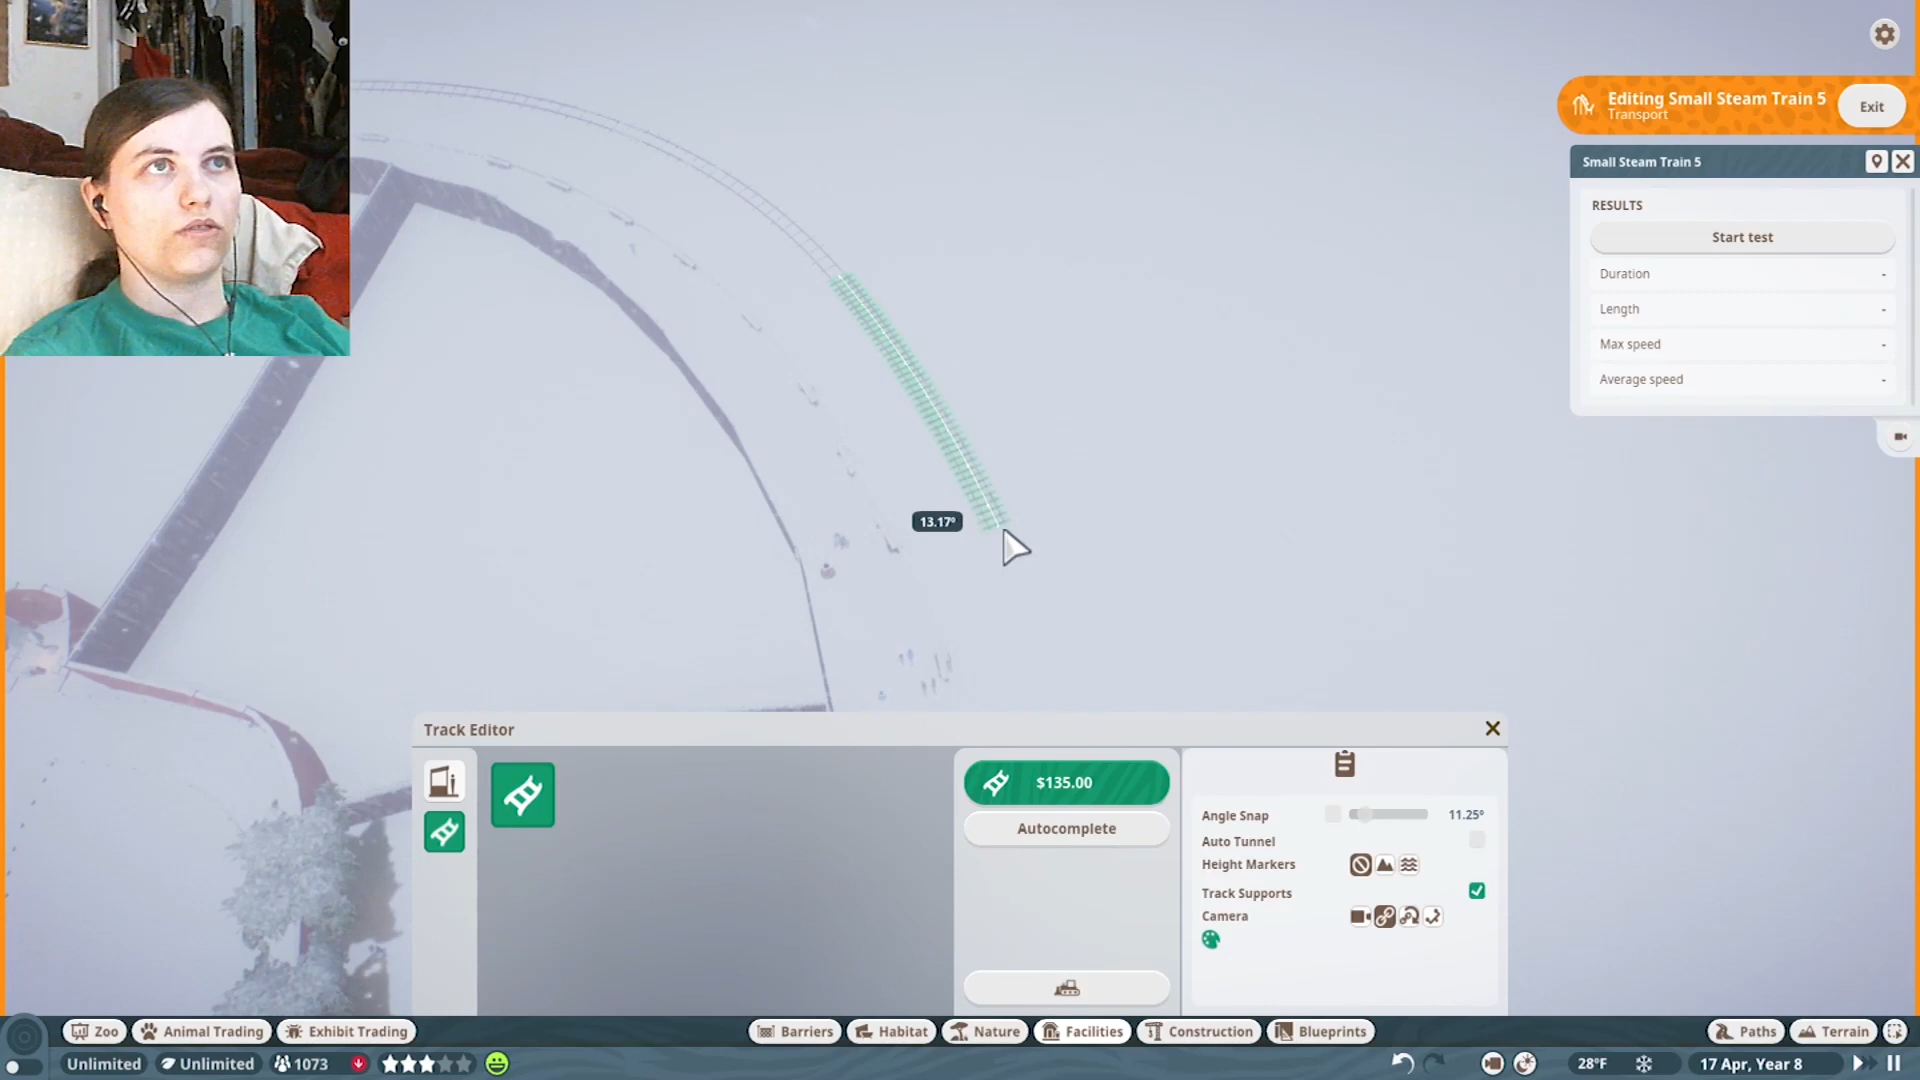 Editing Small Steam Train 5
Transport
Exit
Small Steam Train 5
RESULTS
Start test
Duration -
Length -
Max speed -
Average speed -
13.17°
Track Editor
$135.00
Autocomplete
Angle Snap 11.25°
Auto Tunnel
Height Markers
Track Supports
Camera
Zoo Animal Trading Exhibit Trading Barriers Habitat Nature Facilities Construction Blueprints Paths Terrain
Unlimited Unlimited 1073 28°F 17 Apr, Year 8